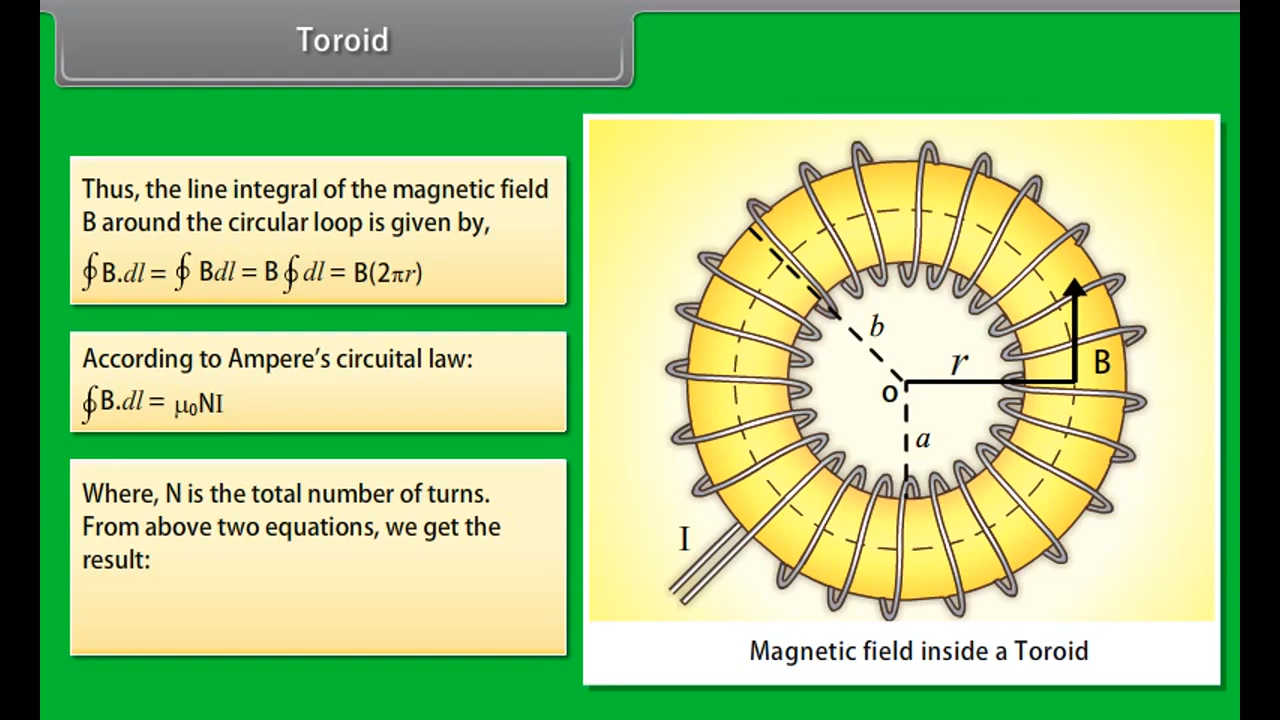 Toroid
Thus, the line integral of the magnetic field
B around the circular loop is given by,
∮B.dl = ∮ Bdl = B∮dl = B(2πr)
According to Ampere’s circuital law:
∮B.dl = μ₀NI
Where, N is the total number of turns.
From above two equations, we get the
result:
b
r
B
O
a
I
Magnetic field inside a Toroid